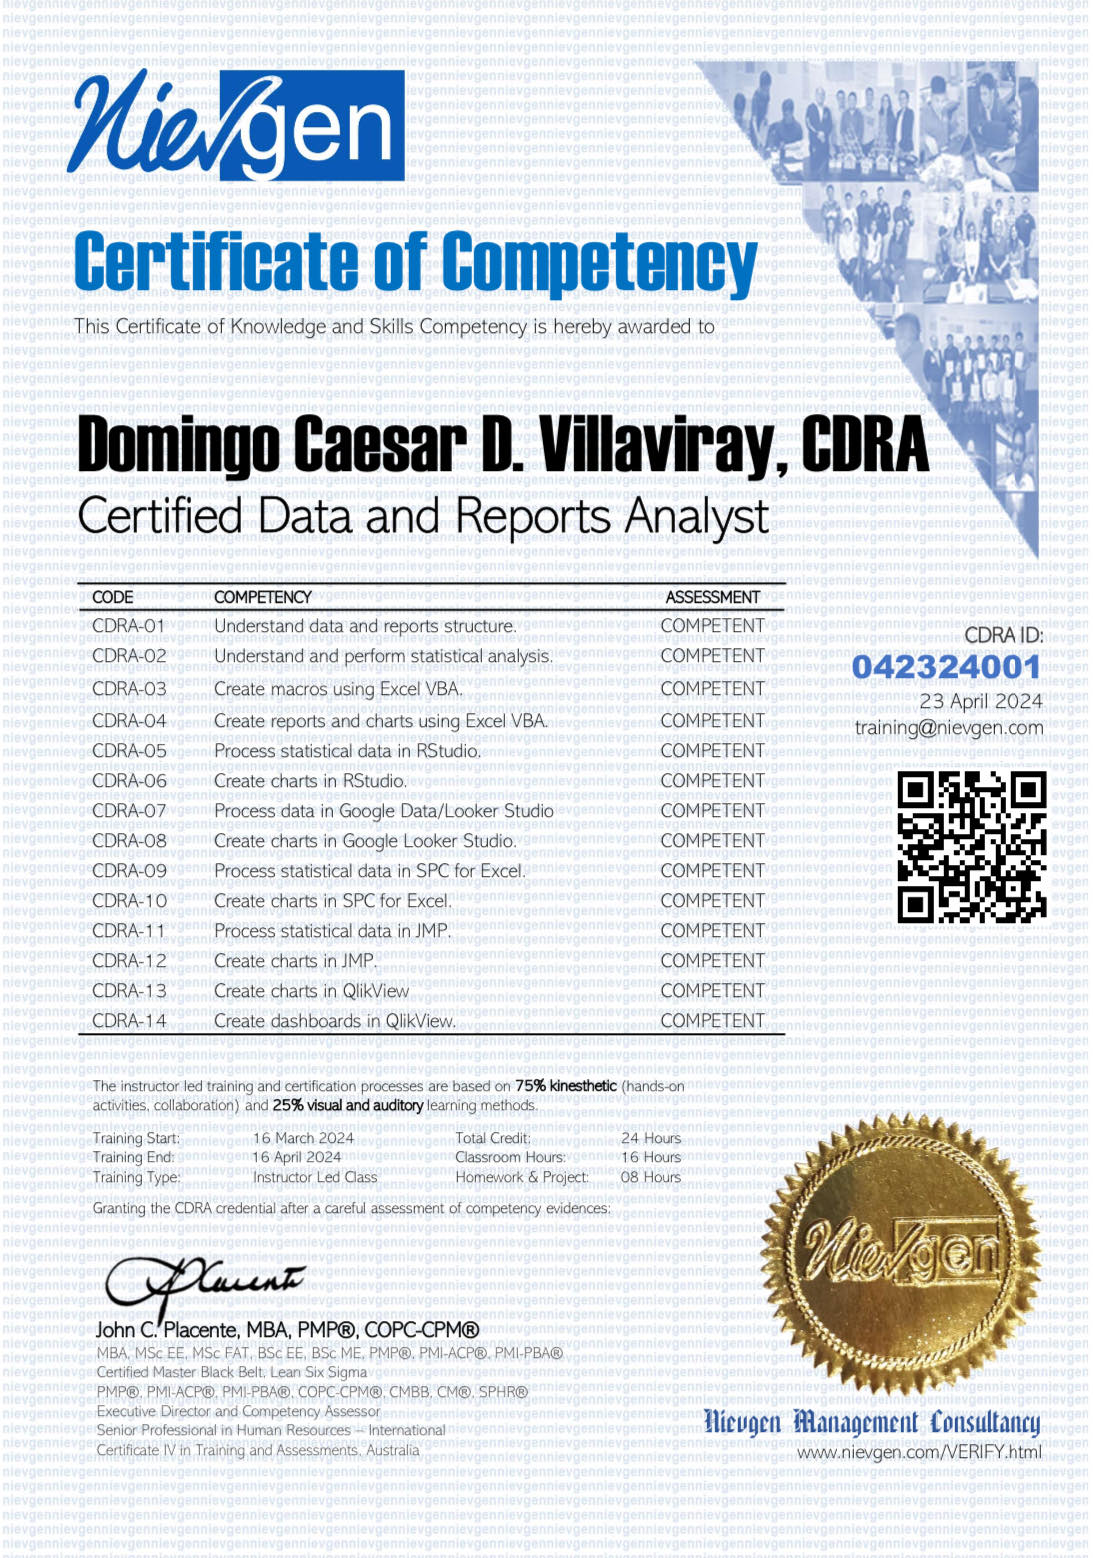 Nievgen
Certificate of Competency
This Certificate of Knowledge and Skills Competency is hereby awarded to
Domingo Caesar D. Villaviray, CDRA
Certified Data and Reports Analyst
CODE COMPETENCY ASSESSMENT
CDRA-01 Understand data and reports structure. COMPETENT
CDRA-02 Understand and perform statistical analysis. COMPETENT
CDRA-03 Create macros using Excel VBA. COMPETENT
CDRA-04 Create reports and charts using Excel VBA. COMPETENT
CDRA-05 Process statistical data in RStudio. COMPETENT
CDRA-06 Create charts in RStudio. COMPETENT
CDRA-07 Process data in Google Data/Looker Studio COMPETENT
CDRA-08 Create charts in Google Looker Studio. COMPETENT
CDRA-09 Process statistical data in SPC for Excel. COMPETENT
CDRA-10 Create charts in SPC for Excel. COMPETENT
CDRA-11 Process statistical data in JMP. COMPETENT
CDRA-12 Create charts in JMP. COMPETENT
CDRA-13 Create charts in QlikView COMPETENT
CDRA-14 Create dashboards in QlikView. COMPETENT
CDRA ID:
042324001
23 April 2024
training@nievgen.com
The instructor led training and certification processes are based on 75% kinesthetic (hands-on
activities, collaboration) and 25% visual and auditory learning methods.
Training Start: 16 March 2024 Total Credit: 24 Hours
Training End: 16 April 2024 Classroom Hours: 16 Hours
Training Type: Instructor Led Class Homework & Project: 08 Hours
Granting the CDRA credential after a careful assessment of competency evidences:
Placente
John C. Placente, MBA, PMP®, COPC-CPM®
MBA, MSc EE, MSc FAT, BSc EE, BSc ME, PMP®, PMI-ACP®, PMI-PBA®
Certified Master Black Belt, Lean Six Sigma
PMP®, PMI-ACP®, PMI-PBA®, COPC-CPM®, CMBB, CM®, SPHR®
Executive Director and Competency Assessor
Senior Professional in Human Resources – International
Certificate IV in Training and Assessments, Australia
Nievgen
Nievgen Management Consultancy
www.nievgen.com/VERIFY.html